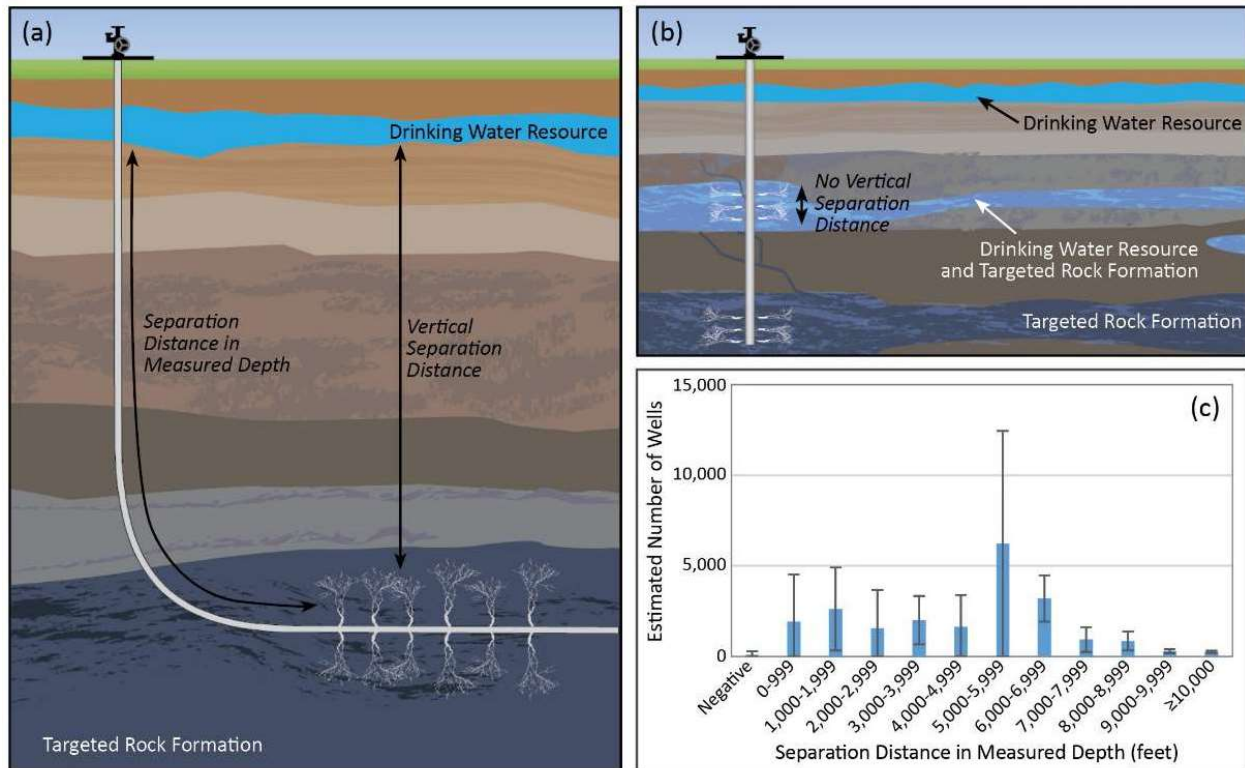 (a)
Drinking Water Resource
Separation
Distance in
Measured Depth
Vertical
Separation
Distance
Targeted Rock Formation
(b)
Drinking Water Resource
No Vertical
Separation
Distance
Drinking Water Resource
and Targeted Rock Formation
Targeted Rock Formation
(c)
Estimated Number of Wells
15,000
10,000
5,000
0
Negative
0-999
1,000-1,999
2,000-2,999
3,000-3,999
4,000-4,999
5,000-5,999
6,000-6,999
7,000-7,999
8,000-8,999
9,000-9,999
≥10,000
Separation Distance in Measured Depth (feet)